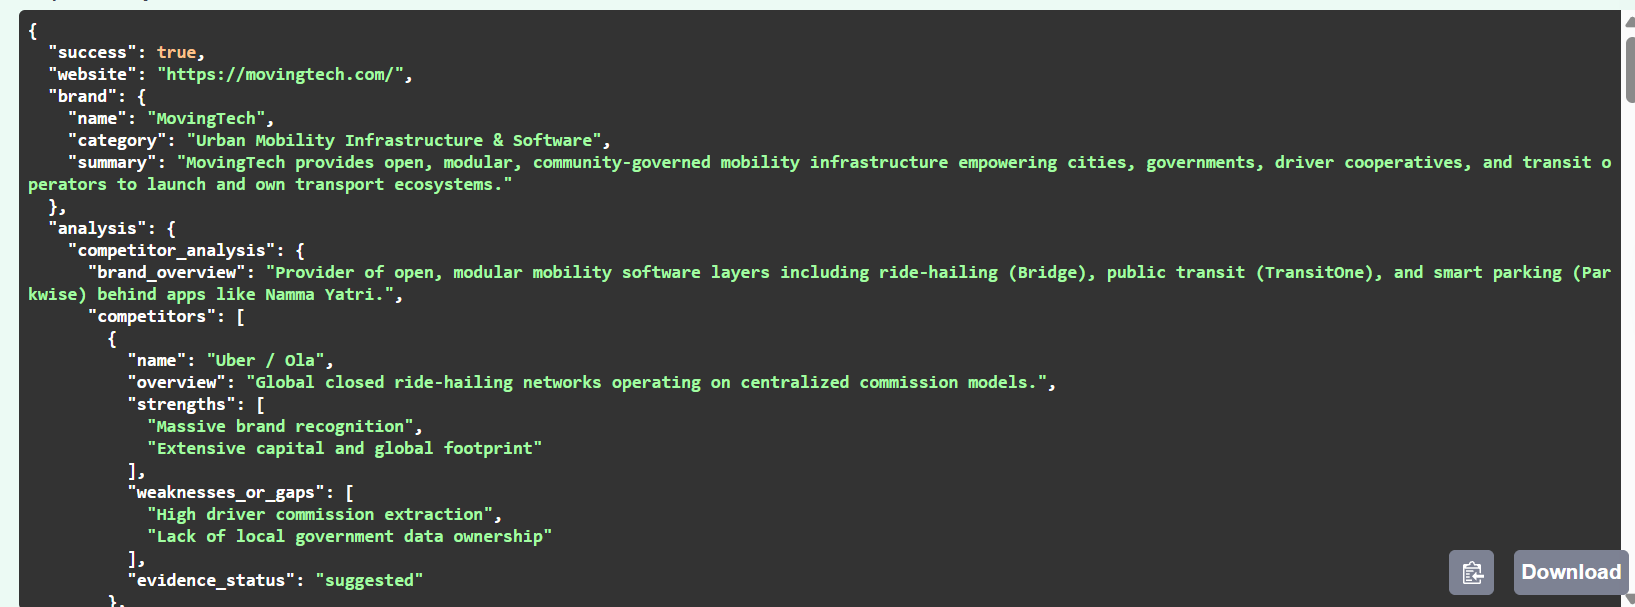 {
  "success": true,
  "website": "https://movingtech.com/",
  "brand": {
    "name": "MovingTech",
    "category": "Urban Mobility Infrastructure & Software",
    "summary": "MovingTech provides open, modular, community-governed mobility infrastructure empowering cities, governments, driver cooperatives, and transit o
perators to launch and own transport ecosystems."
  },
  "analysis": {
    "competitor_analysis": {
      "brand_overview": "Provider of open, modular mobility software layers including ride-hailing (Bridge), public transit (TransitOne), and smart parking (Par
kwise) behind apps like Namma Yatri.",
      "competitors": [
        {
          "name": "Uber / Ola",
          "overview": "Global closed ride-hailing networks operating on centralized commission models.",
          "strengths": [
            "Massive brand recognition",
            "Extensive capital and global footprint"
          ],
          "weaknesses_or_gaps": [
            "High driver commission extraction",
            "Lack of local government data ownership"
          ],
          "evidence_status": "suggested"
        },
Download